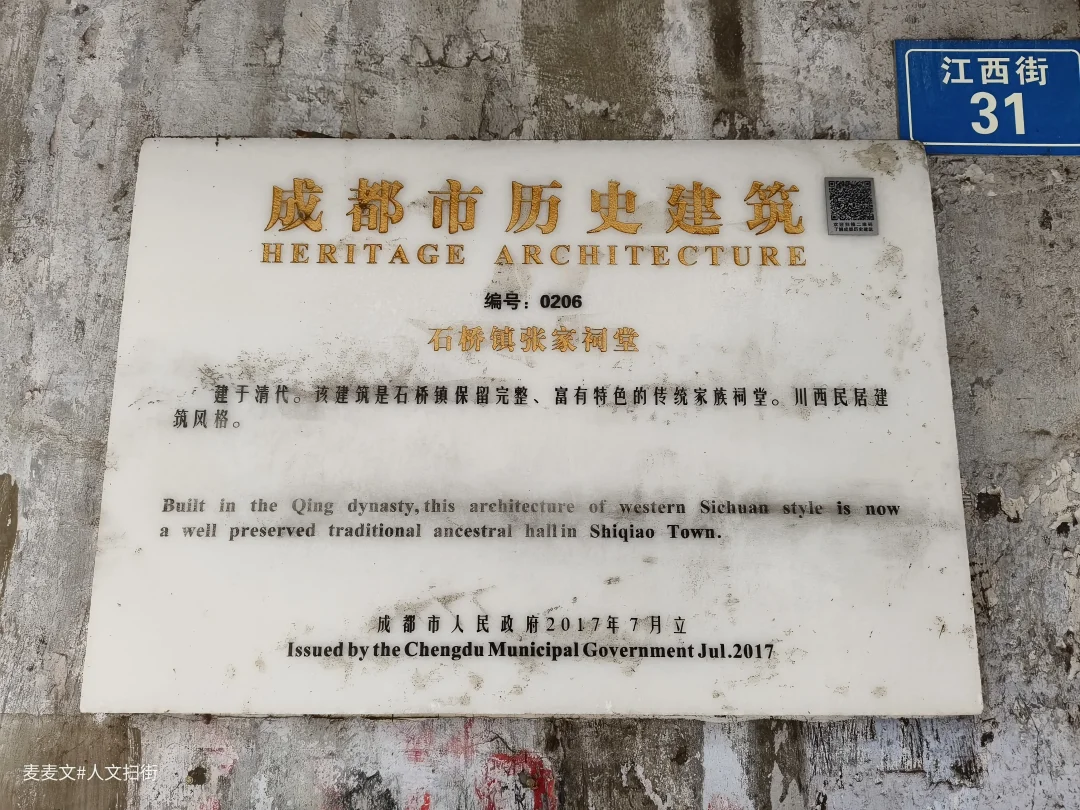 江西街
31
成都市历史建筑
HERITAGE ARCHITECTURE
编号：0206
石桥镇张家祠堂
建于清代。该建筑是石桥镇保留完整、富有特色的传统家族祠堂。川西民居建
筑风格。
Built in the Qing dynasty,this architecture of western Sichuan style is now
a well preserved traditional ancestral hall in Shiqiao Town.
成都市人民政府2017年7月立
Issued by the Chengdu Municipal Government Jul.2017
麦麦文#人文扫街